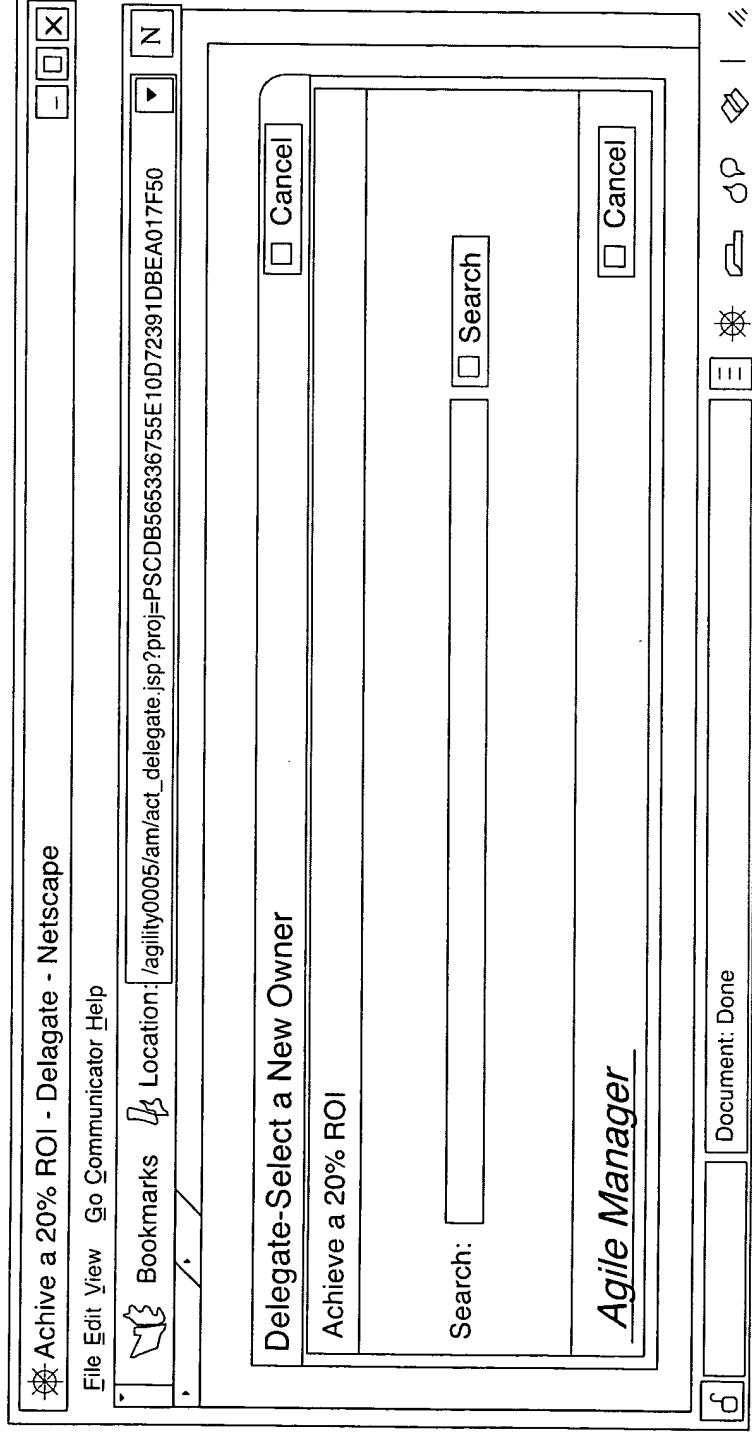 Achive a 20% ROI - Delagate - Netscape
File Edit View Go Communicator Help
Bookmarks Location: /agility0005/am/act_delegate.jsp?proj=PSCDB565336755E10D72391DBEA017F50 N
Delegate-Select a New Owner Cancel
Achieve a 20% ROI
Search: Search
Agile Manager Cancel
Document: Done